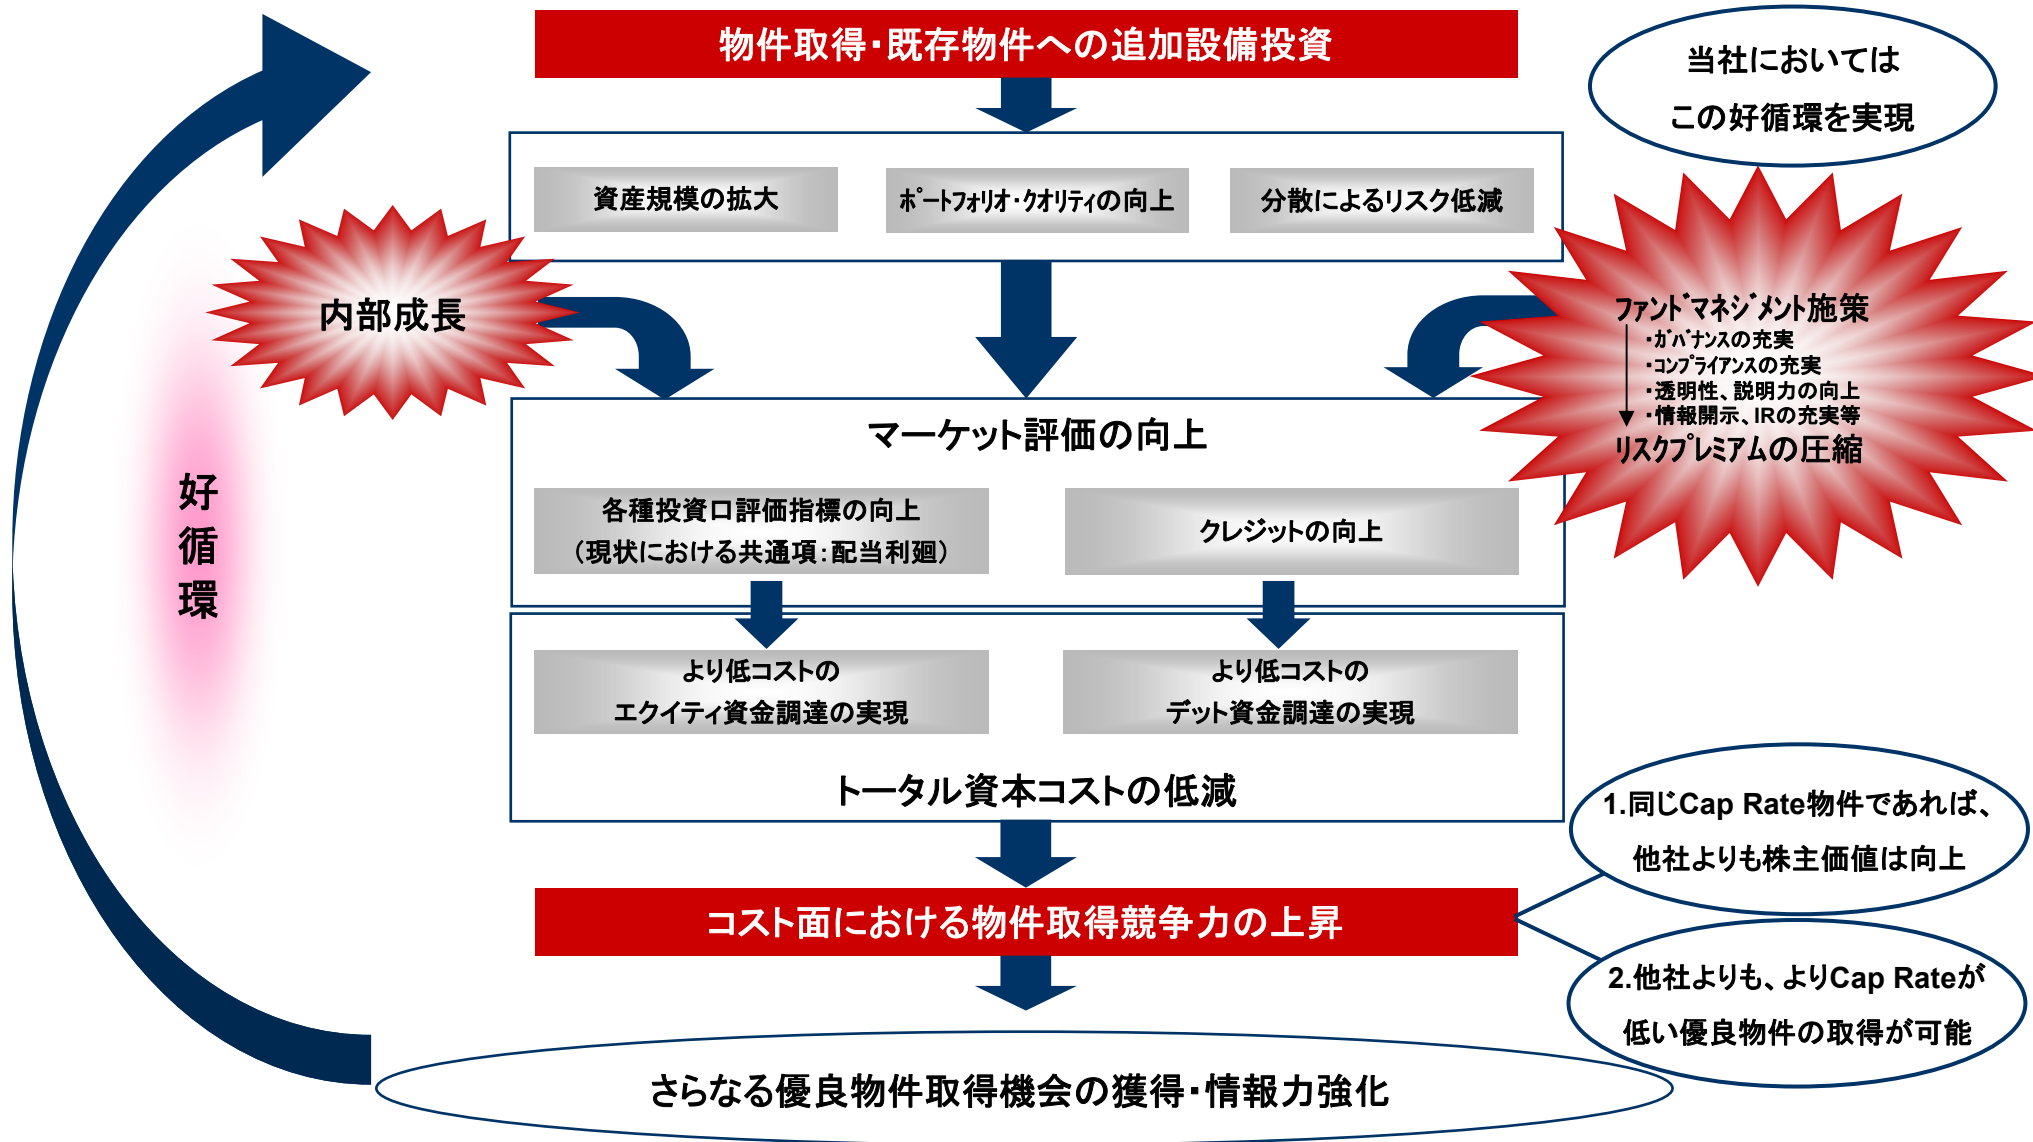 物件取得・既存物件への追加設備投資
当社においては
この好循環を実現
資産規模の拡大
ﾎﾟｰﾄﾌｫﾘｵ・ｸｵﾘﾃｨの向上
分散によるリスク低減
内部成長
ﾌｧﾝﾄﾞﾏﾈｼﾞﾒﾝﾄ施策
・ｶﾞﾊﾞﾅﾝｽの充実
・ｺﾝﾌﾟﾗｲｱﾝｽの充実
・透明性、説明力の向上
・情報開示、IRの充実等
ﾘｽｸﾌﾟﾚﾐｱﾑの圧縮
マーケット評価の向上
好循環
各種投資口評価指標の向上
（現状における共通項：配当利廻）
クレジットの向上
より低コストの
エクイティ資金調達の実現
より低コストの
デット資金調達の実現
トータル資本コストの低減
1.同じCap Rate物件であれば、
他社よりも株主価値は向上
コスト面における物件取得競争力の上昇
2.他社よりも、よりCap Rateが
低い優良物件の取得が可能
さらなる優良物件取得機会の獲得・情報力強化